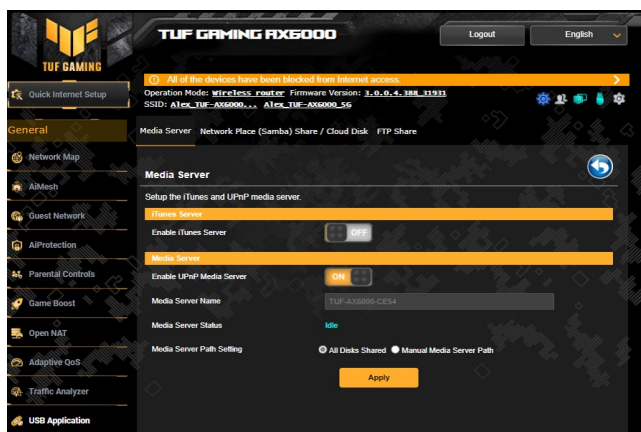 TUF GAMING
TUF GAMING AX6000
Logout
English
Quick Internet Setup
All of the devices have been blocked from Internet access.
Operation Mode: Wireless router Firmware Version: 3.0.0.4.388_31931
SSID: Alex_TUF-AX6000... Alex_TUF-AX6000_5G
General
Media Server Network Place (Samba) Share / Cloud Disk FTP Share
Network Map
AiMesh
Guest Network
AiProtection
Parental Controls
Game Boost
Open NAT
Adaptive QoS
Traffic Analyzer
USB Application
Media Server
Setup the iTunes and UPnP media server.
iTunes Server
Enable iTunes Server OFF
Media Server
Enable UPnP Media Server ON
Media Server Name TUF-AX6000-CE54
Media Server Status Idle
Media Server Path Setting All Disks Shared Manual Media Server Path
Apply